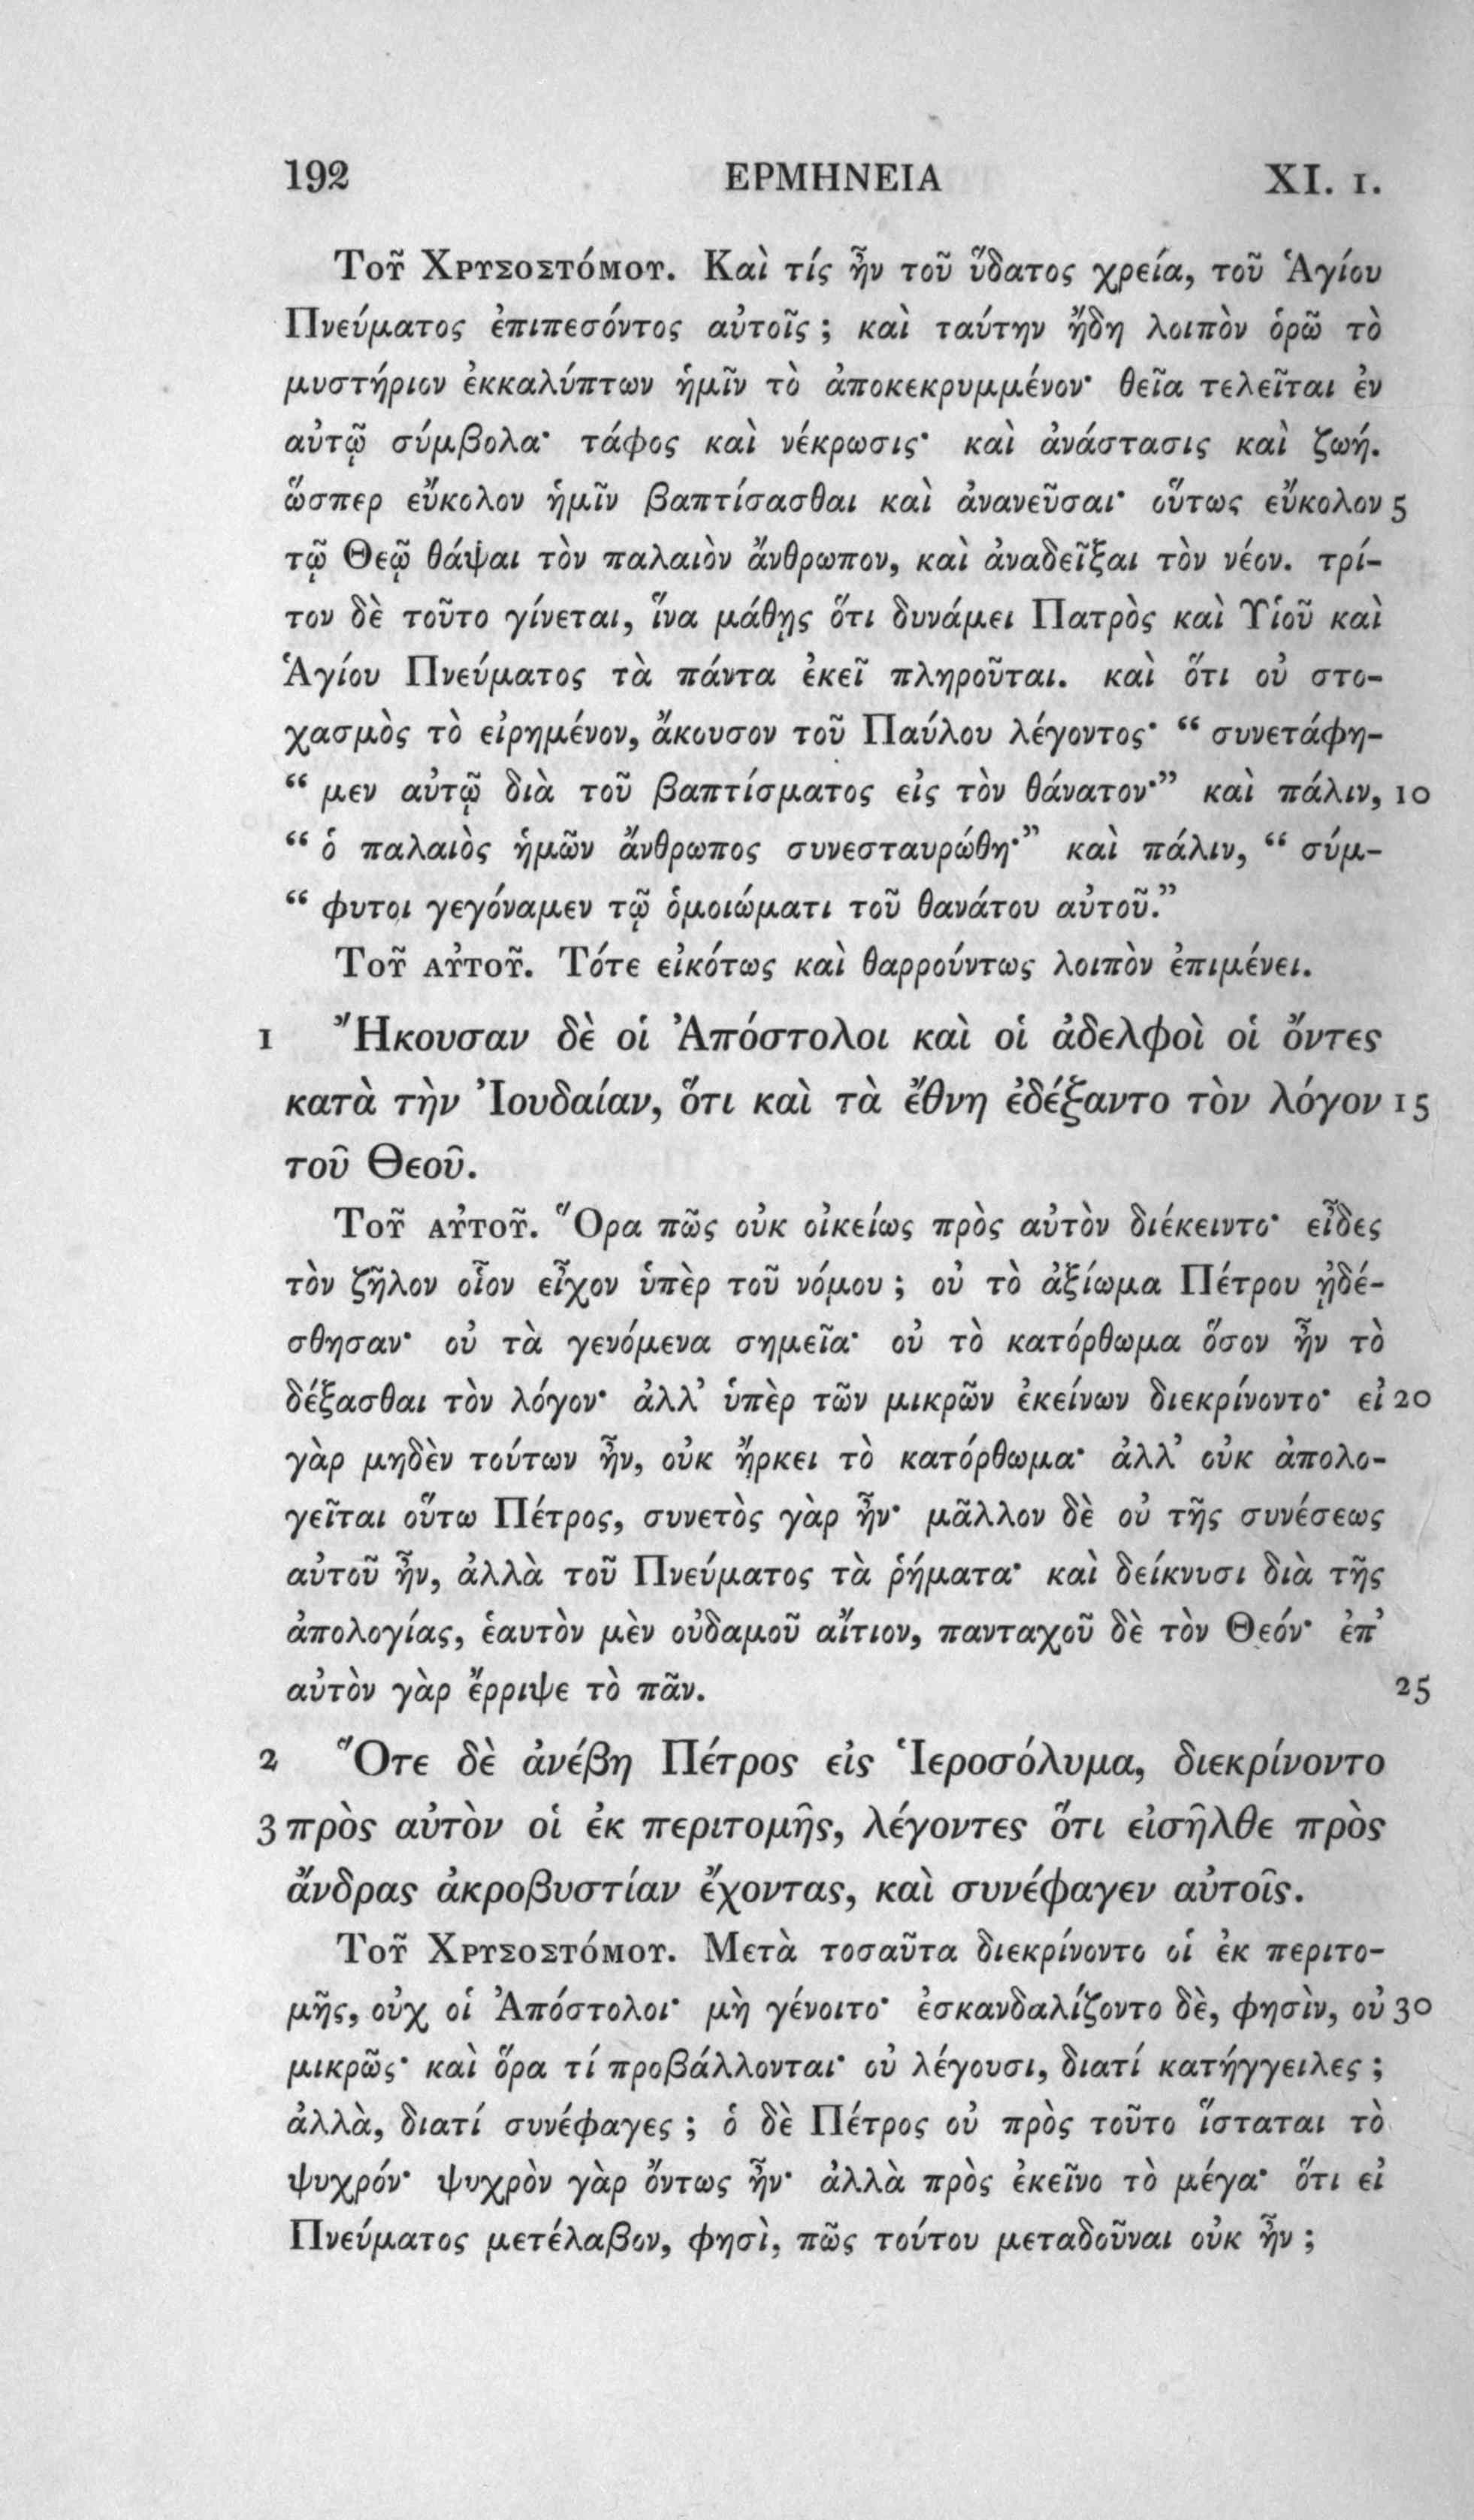 192 ΕΡΜΗΝΕΙΑ XI. 1.
Τοῦ Χρυσοστόμου. Καὶ τίς ἦν τοῦ ὕδατος χρεία, τοῦ Ἁγίου
Πνεύματος ἐπιπεσόντος αὐτοῖς ; καὶ ταύτην ἤδη λοιπὸν ὁρῶ τὸ
μυστήριον ἐκκαλύπτων ἡμῖν τὸ ἀποκεκρυμμένον· θεῖα τελεῖται ἐν
αὐτῷ σύμβολα· τάφος καὶ νέκρωσις· καὶ ἀνάστασις καὶ ζωή.
ὥσπερ εὔκολον ἡμῖν βαπτίσασθαι καὶ ἀνανεῦσαι· οὕτως εὔκολον 5
τῷ Θεῷ θάψαι τὸν παλαιὸν ἄνθρωπον, καὶ ἀναδεῖξαι τὸν νέον. τρί-
τον δὲ τοῦτο γίνεται, ἵνα μάθῃς ὅτι δυνάμει Πατρὸς καὶ Υἱοῦ καὶ
Ἁγίου Πνεύματος τὰ πάντα ἐκεῖ πληροῦται. καὶ ὅτι οὐ στο-
χασμὸς τὸ εἰρημένον, ἄκουσον τοῦ Παύλου λέγοντος· “ συνετάφη-
“ μεν αὐτῷ διὰ τοῦ βαπτίσματος εἰς τὸν θάνατον·” καὶ πάλιν, 10
“ ὁ παλαιὸς ἡμῶν ἄνθρωπος συνεσταυρώθη·” καὶ πάλιν, “ σύμ-
“ φυτοι γεγόναμεν τῷ ὁμοιώματι τοῦ θανάτου αὐτοῦ.”
Τοῦ αὐτοῦ. Τότε εἰκότως καὶ θαρρούντως λοιπὸν ἐπιμένει.
1 Ἤκουσαν δὲ οἱ Ἀπόστολοι καὶ οἱ ἀδελφοὶ οἱ ὄντες
κατὰ τὴν Ἰουδαίαν, ὅτι καὶ τὰ ἔθνη ἐδέξαντο τὸν λόγον 15
τοῦ Θεοῦ.
Τοῦ αὐτοῦ. Ὅρα πῶς οὐκ οἰκείως πρὸς αὐτὸν διέκειντο· εἶδες
τὸν ζῆλον οἷον εἶχον ὑπὲρ τοῦ νόμου ; οὐ τὸ ἀξίωμα Πέτρου ᾐδέ-
σθησαν· οὐ τὰ γενόμενα σημεῖα· οὐ τὸ κατόρθωμα ὅσον ἦν τὸ
δέξασθαι τὸν λόγον· ἀλλ’ ὑπὲρ τῶν μικρῶν ἐκείνων διεκρίνοντο· εἰ 20
γὰρ μηδὲν τούτων ἦν, οὐκ ἤρκει τὸ κατόρθωμα· ἀλλ’ οὐκ ἀπολο-
γεῖται οὕτω Πέτρος, συνετὸς γὰρ ἦν· μᾶλλον δὲ οὐ τῆς συνέσεως
αὐτοῦ ἦν, ἀλλὰ τοῦ Πνεύματος τὰ ῥήματα· καὶ δείκνυσι διὰ τῆς
ἀπολογίας, ἑαυτὸν μὲν οὐδαμοῦ αἴτιον, πανταχοῦ δὲ τὸν Θεόν· ἐπ’
αὐτὸν γὰρ ἔρριψε τὸ πᾶν. 25
2 Ὅτε δὲ ἀνέβη Πέτρος εἰς Ἱεροσόλυμα, διεκρίνοντο
3 πρὸς αὐτὸν οἱ ἐκ περιτομῆς, λέγοντες ὅτι εἰσῆλθε πρὸς
ἄνδρας ἀκροβυστίαν ἔχοντας, καὶ συνέφαγεν αὐτοῖς.
Τοῦ Χρυσοστόμου. Μετὰ τοσαῦτα διεκρίνοντο οἱ ἐκ περιτο-
μῆς, οὐχ οἱ Ἀπόστολοι· μὴ γένοιτο· ἐσκανδαλίζοντο δὲ, φησὶν, οὐ 30
μικρῶς· καὶ ὅρα τί προβάλλονται· οὐ λέγουσι, διατί κατήγγειλες ;
ἀλλὰ, διατί συνέφαγες ; ὁ δὲ Πέτρος οὐ πρὸς τοῦτο ἵσταται τὸ
ψυχρόν· ψυχρὸν γὰρ ὄντως ἦν· ἀλλὰ πρὸς ἐκεῖνο τὸ μέγα· ὅτι εἰ
Πνεύματος μετέλαβον, φησὶ, πῶς τούτου μεταδοῦναι οὐκ ἦν ;